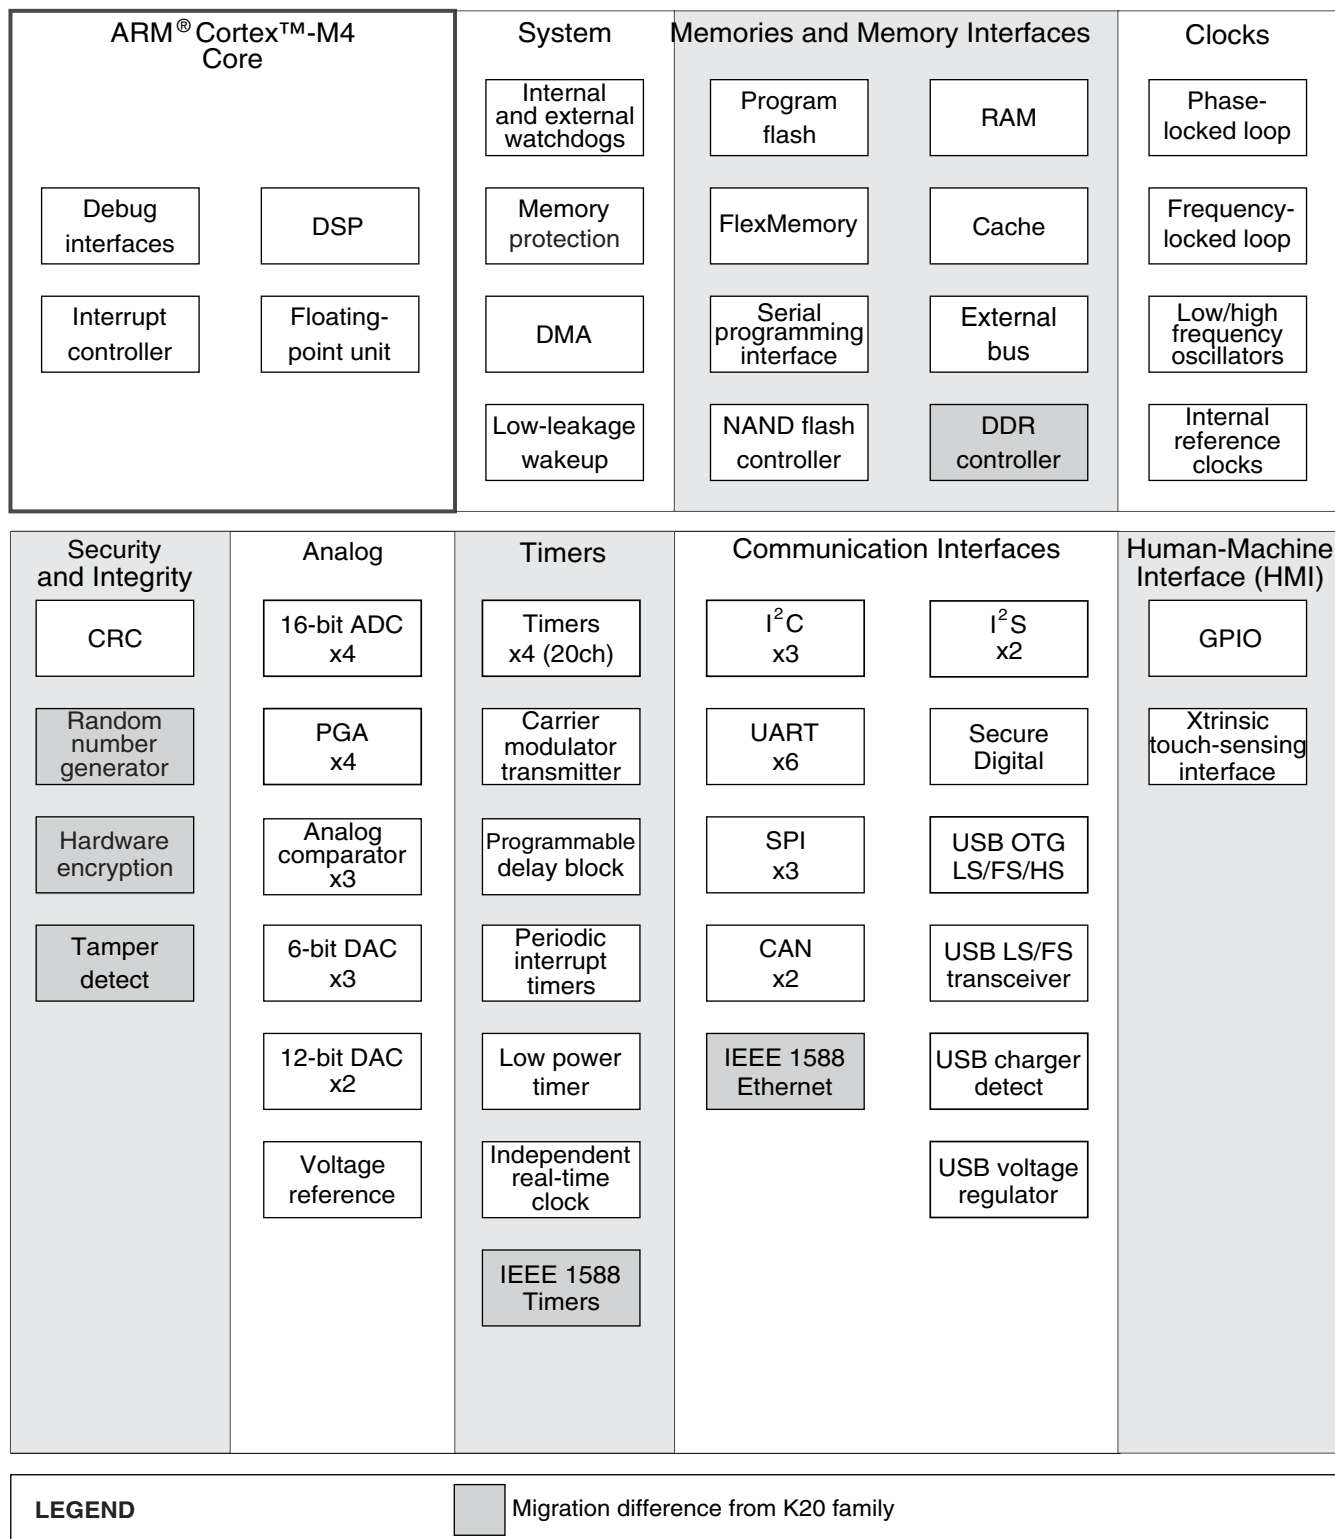 ARM® Cortex™-M4
Core
Debug
interfaces
DSP
Interrupt
controller
Floating-
point unit
System
Internal
and external
watchdogs
Memory
protection
DMA
Low-leakage
wakeup
Memories and Memory Interfaces
Program
flash
RAM
FlexMemory
Cache
Serial
programming
interface
External
bus
NAND flash
controller
DDR
controller
Clocks
Phase-
locked loop
Frequency-
locked loop
Low/high
frequency
oscillators
Internal
reference
clocks
Security
and Integrity
CRC
Random
number
generator
Hardware
encryption
Tamper
detect
Analog
16-bit ADC
x4
PGA
x4
Analog
comparator
x3
6-bit DAC
x3
12-bit DAC
x2
Voltage
reference
Timers
Timers
x4 (20ch)
Carrier
modulator
transmitter
Programmable
delay block
Periodic
interrupt
timers
Low power
timer
Independent
real-time
clock
IEEE 1588
Timers
Communication Interfaces
I²C
x3
I²S
x2
UART
x6
Secure
Digital
SPI
x3
USB OTG
LS/FS/HS
CAN
x2
USB LS/FS
transceiver
IEEE 1588
Ethernet
USB charger
detect
USB voltage
regulator
Human-Machine
Interface (HMI)
GPIO
Xtrinsic
touch-sensing
interface
LEGEND
Migration difference from K20 family